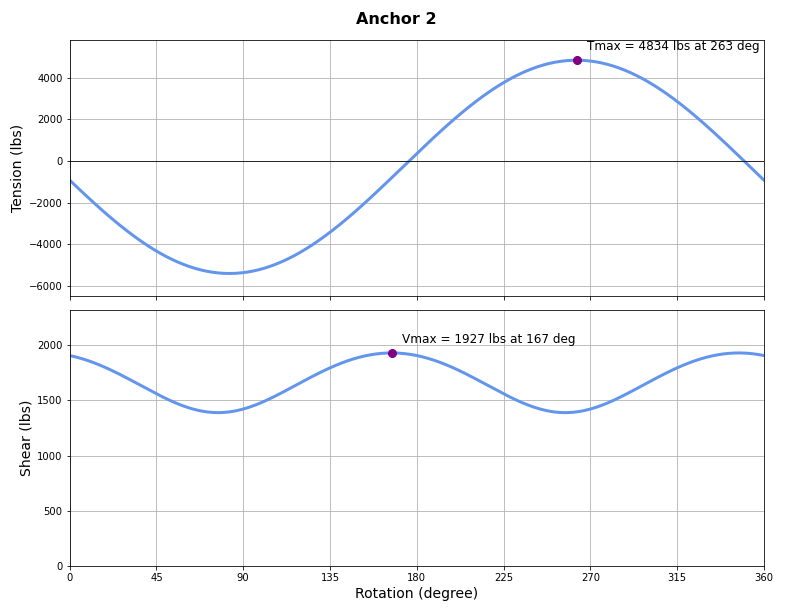 Anchor 2
Tmax = 4834 lbs at 263 deg
4000
2000
0
−2000
−4000
−6000
Tension (lbs)
Vmax = 1927 lbs at 167 deg
2000
1500
1000
500
0
Shear (lbs)
0 45 90 135 180 225 270 315 360
Rotation (degree)